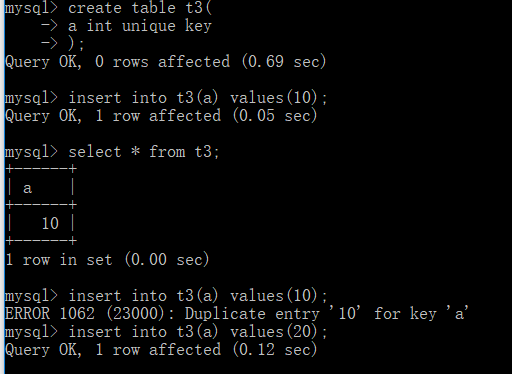 mysql> create table t3(
    -> a int unique key
    -> );
Query OK, 0 rows affected (0.69 sec)
mysql> insert into t3(a) values(10);
Query OK, 1 row affected (0.05 sec)
mysql> select * from t3;
+------+
| a    |
+------+
|   10 |
+------+
1 row in set (0.00 sec)
mysql> insert into t3(a) values(10);
ERROR 1062 (23000): Duplicate entry '10' for key 'a'
mysql> insert into t3(a) values(20);
Query OK, 1 row affected (0.12 sec)